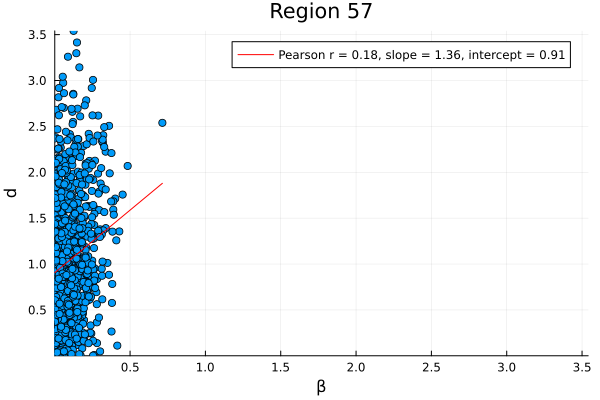 Region 57
Pearson r = 0.18, slope = 1.36, intercept = 0.91
d
3.5
3.0
2.5
2.0
1.5
1.0
0.5
0.5 1.0 1.5 2.0 2.5 3.0 3.5
β